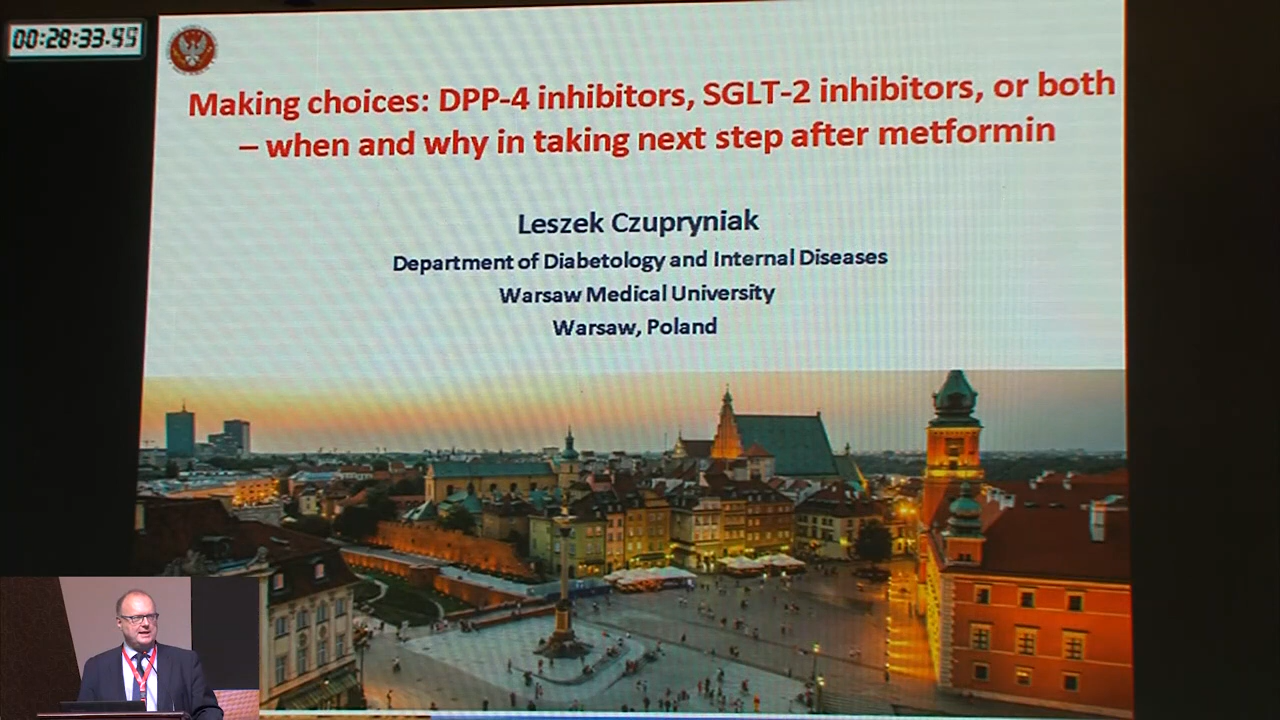 00:28:33.95
Making choices: DPP-4 inhibitors, SGLT-2 inhibitors, or both
– when and why in taking next step after metformin
Leszek Czupryniak
Department of Diabetology and Internal Diseases
Warsaw Medical University
Warsaw, Poland